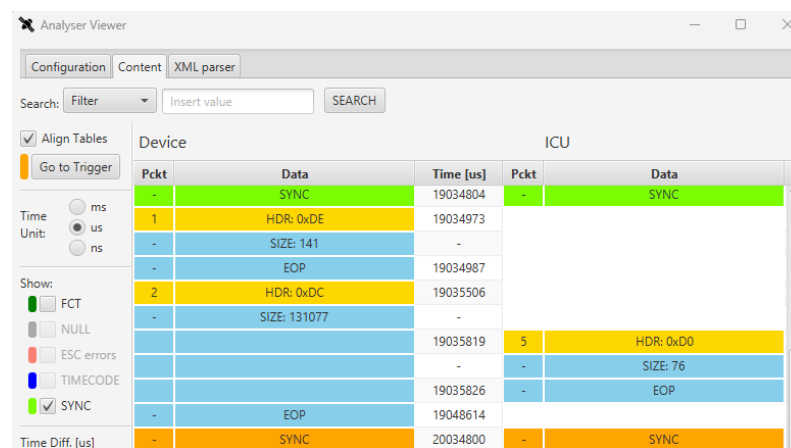 Analyser Viewer
Configuration Content XML parser
Search: Filter Insert value SEARCH
Align Tables
Go to Trigger
Time Unit:
ms
us
ns
Show:
FCT
NULL
ESC errors
TIMECODE
SYNC
Time Diff. [us]
Device ICU
Pckt Data Time [us] Pckt Data
- SYNC 19034804 - SYNC
1 HDR: 0xDE 19034973
- SIZE: 141 -
- EOP 19034987
2 HDR: 0xDC 19035506
- SIZE: 131077 -
19035819 5 HDR: 0xD0
- - SIZE: 76
19035826 - EOP
- EOP 19048614
- SYNC 20034800 - SYNC